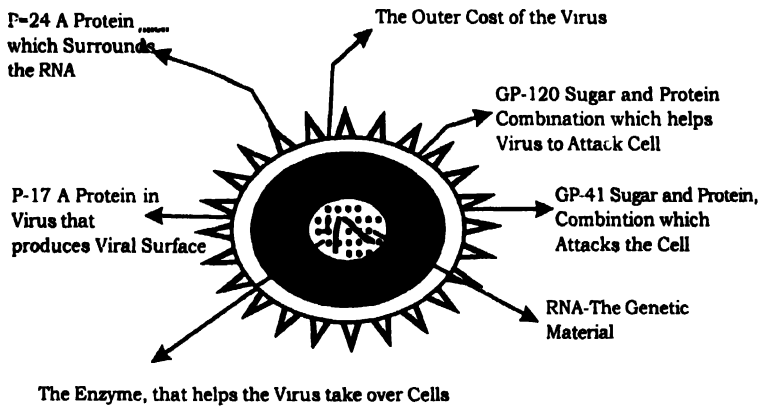 P-24 A Protein
which Surrounds
the RNA
The Outer Cost of the Virus
GP-120 Sugar and Protein
Combination which helps
Virus to Attack Cell
P-17 A Protein in
Virus that
produces Viral Surface
GP-41 Sugar and Protein,
Combintion which
Attacks the Cell
RNA-The Genetic
Material
The Enzyme, that helps the Virus take over Cells